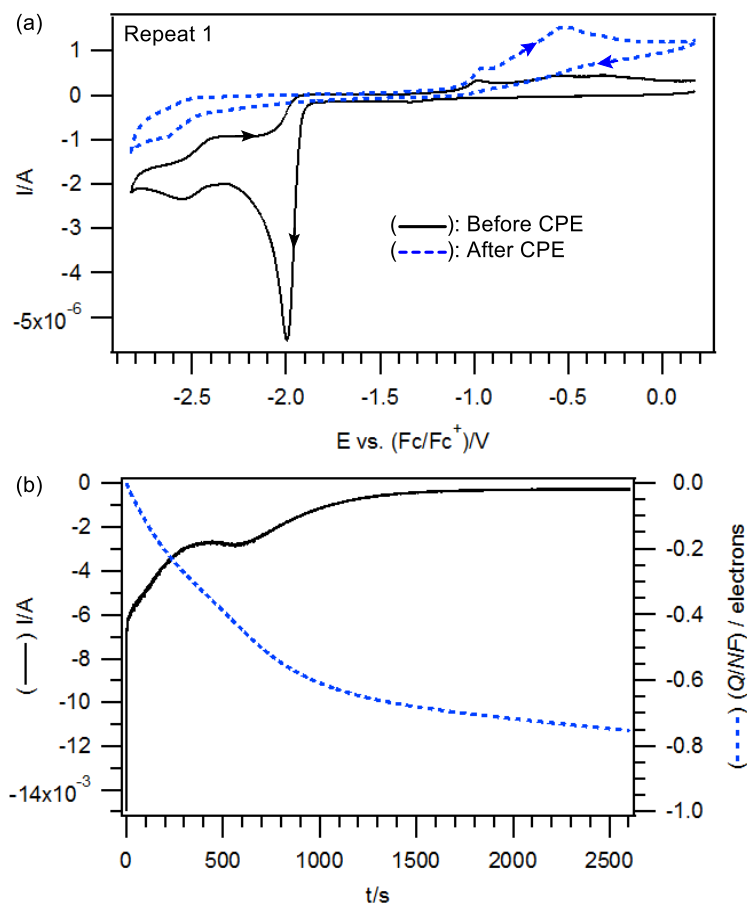 (a)
Repeat 1
1
0
-1
-2
-3
-4
-5x10⁻⁶
I/A
(——): Before CPE
(-----): After CPE
-2.5
-2.0
-1.5
-1.0
-0.5
0.0
E vs. (Fc/Fc⁺)/V
(b)
0
-2
-4
-6
-8
-10
-12
-14x10⁻³
(——) I/A
0.0
-0.2
-0.4
-0.6
-0.8
-1.0
(-----) (Q/NF) / electrons
0
500
1000
1500
2000
2500
t/s